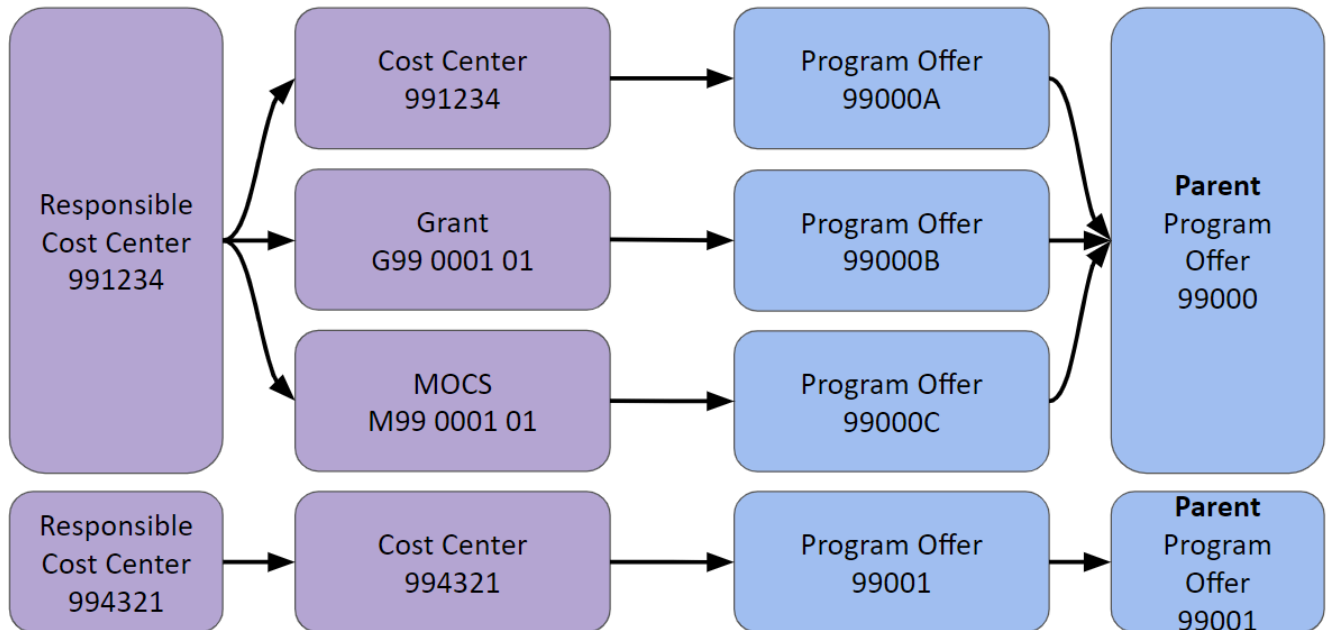 Responsible
Cost Center
991234
Cost Center
991234
Program Offer
99000A
Grant
G99 0001 01
Program Offer
99000B
MOCS
M99 0001 01
Program Offer
99000C
Parent
Program
Offer
99000
Responsible
Cost Center
994321
Cost Center
994321
Program Offer
99001
Parent
Program
Offer
99001